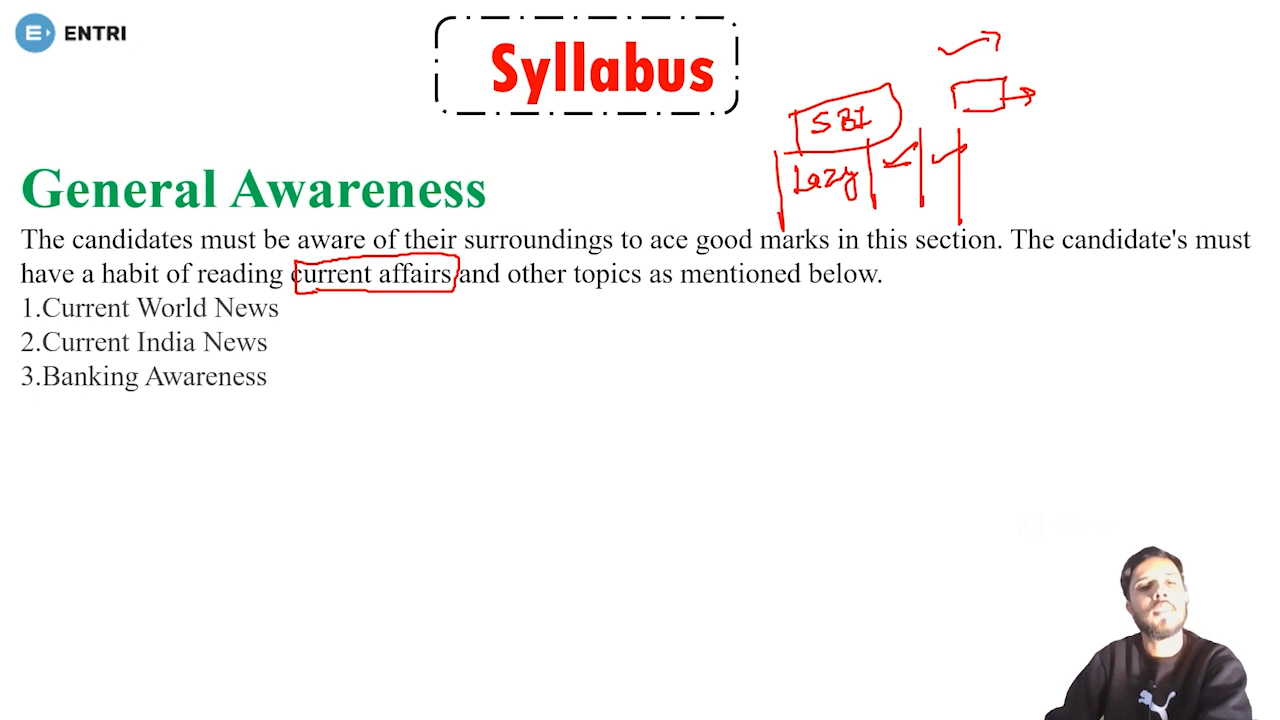 ENTRI
Syllabus
SBI
Lazy
General Awareness
The candidates must be aware of their surroundings to ace good marks in this section. The candidate's must
have a habit of reading current affairs and other topics as mentioned below.
1.Current World News
2.Current India News
3.Banking Awareness